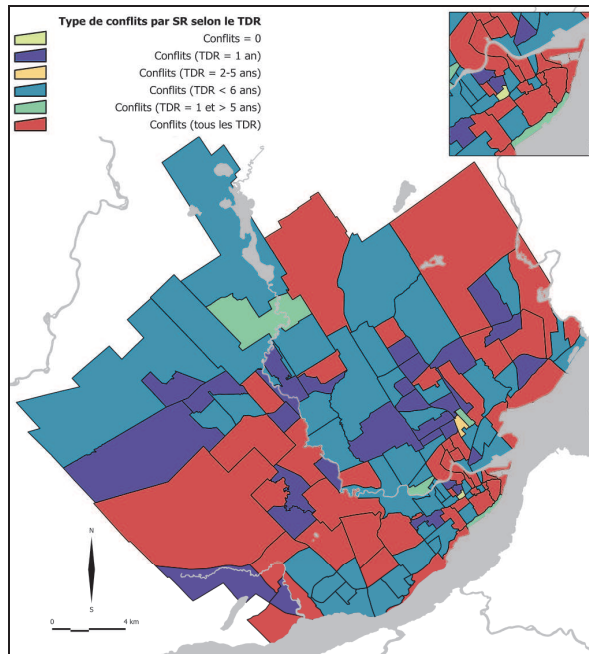 Type de conflits par SR selon le TDR
Conflits = 0
Conflits (TDR = 1 an)
Conflits (TDR = 2-5 ans)
Conflits (TDR < 6 ans)
Conflits (TDR = 1 et > 5 ans)
Conflits (tous les TDR)
N
S
0 4 km